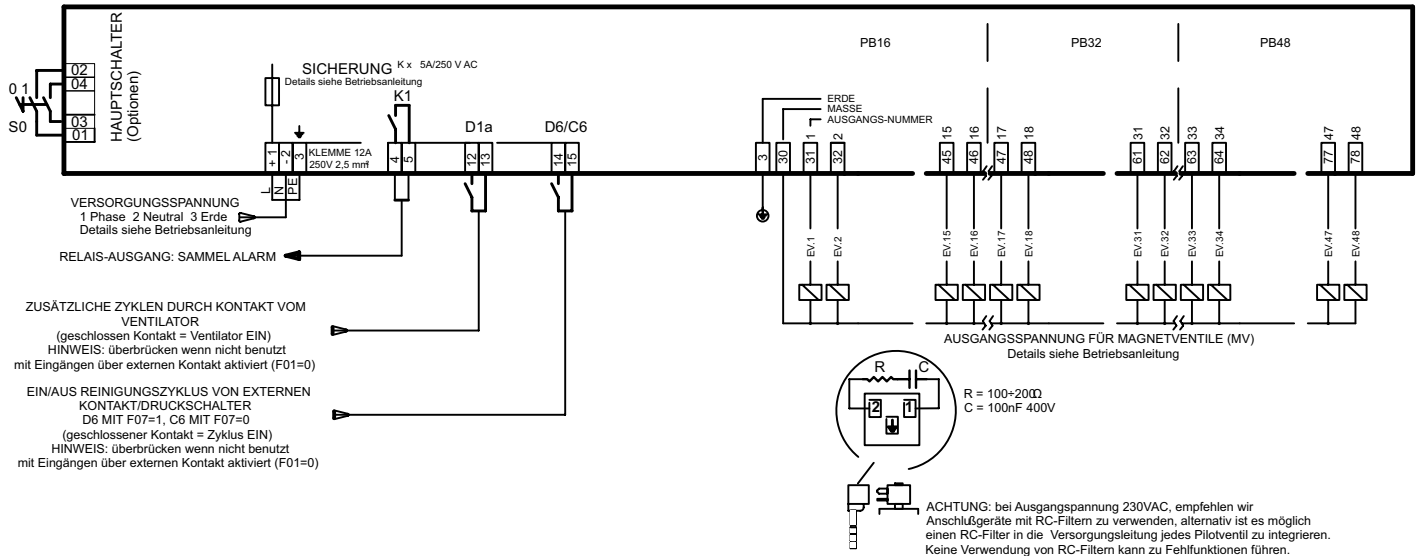 PB16
PB32
PB48
HAUPTSCHALTER
(Optionen)
02
04
03
01
0 1
S0
SICHERUNG K x 5A/250 V AC
Details siehe Betriebsanleitung
K1
D1a
D6/C6
+ 1
- 2
3
KLEMME 12A
250V 2,5 mm²
4
5
12
13
14
15
L
N
PE
ERDE
MASSE
AUSGANGS-NUMMER
3
30
31 1
32 2
45 15
46 16
47 17
48 18
61 31
62 32
63 33
64 34
77 47
78 48
VERSORGUNGSSPANNUNG
1 Phase 2 Neutral 3 Erde
Details siehe Betriebsanleitung
RELAIS-AUSGANG: SAMMELALARM
EV.1
EV.2
EV.15
EV.16
EV.17
EV.18
EV.31
EV.32
EV.33
EV.34
EV.47
EV.48
ZUSÄTZLICHE ZYKLEN DURCH KONTAKT VOM
VENTILATOR
(geschlossen Kontakt = Ventilator EIN)
HINWEIS: überbrücken wenn nicht benutzt
mit Eingängen über externen Kontakt aktiviert (F01=0)
AUSGANGSSPANNUNG FÜR MAGNETVENTILE (MV)
Details siehe Betriebsanleitung
EIN/AUS REINIGUNGSZYKLUS VON EXTERNEN
KONTAKT/DRUCKSCHALTER
D6 MIT F07=1, C6 MIT F07=0
(geschlossener Kontakt = Zyklus EIN)
HINWEIS: überbrücken wenn nicht benutzt
mit Eingängen über externen Kontakt aktiviert (F01=0)
R
C
2
1
R = 100÷200Ω
C = 100nF 400V
ACHTUNG: bei Ausgangspannung 230VAC, empfehlen wir
Anschlußgeräte mit RC-Filtern zu verwenden, alternativ ist es möglich
einen RC-Filter in die Versorgungsleitung jedes Pilotventil zu integrieren.
Keine Verwendung von RC-Filtern kann zu Fehlfunktionen führen.